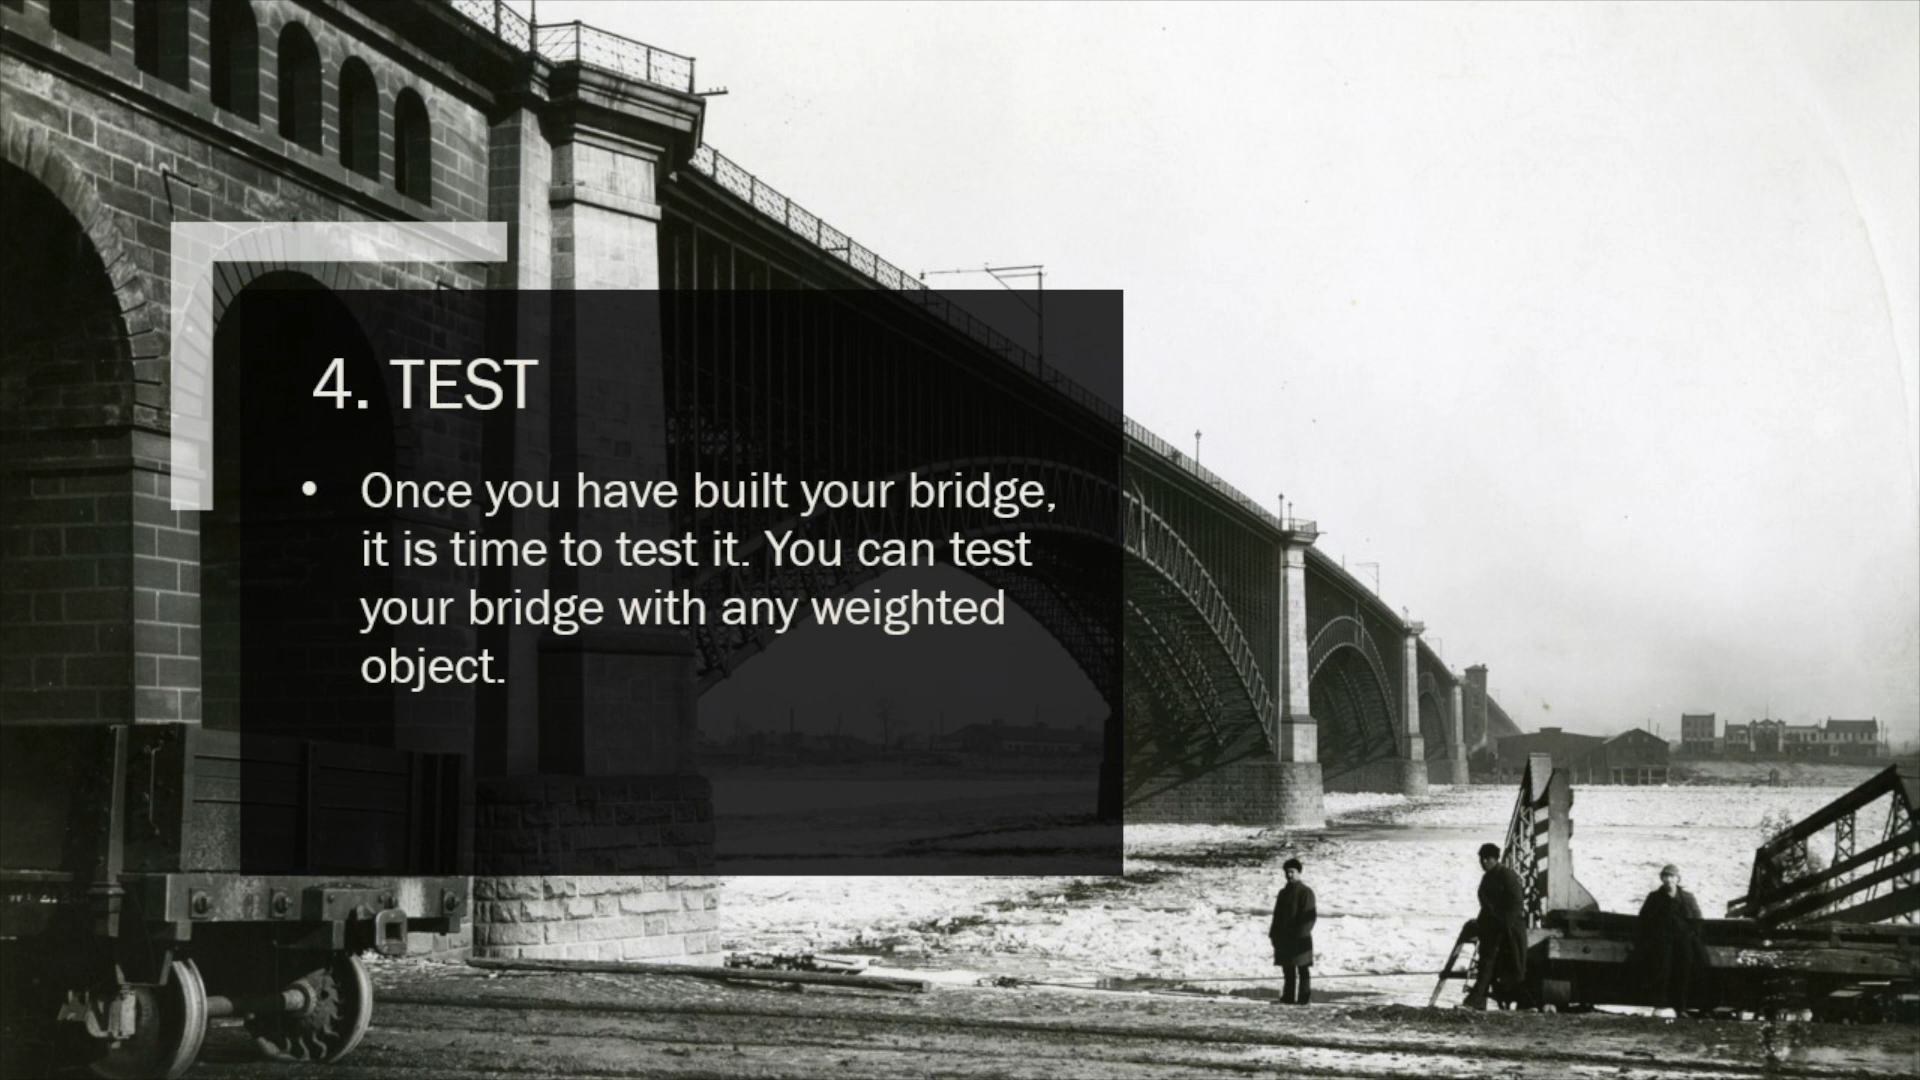 4. TEST
• Once you have built your bridge,
it is time to test it. You can test
your bridge with any weighted
object.